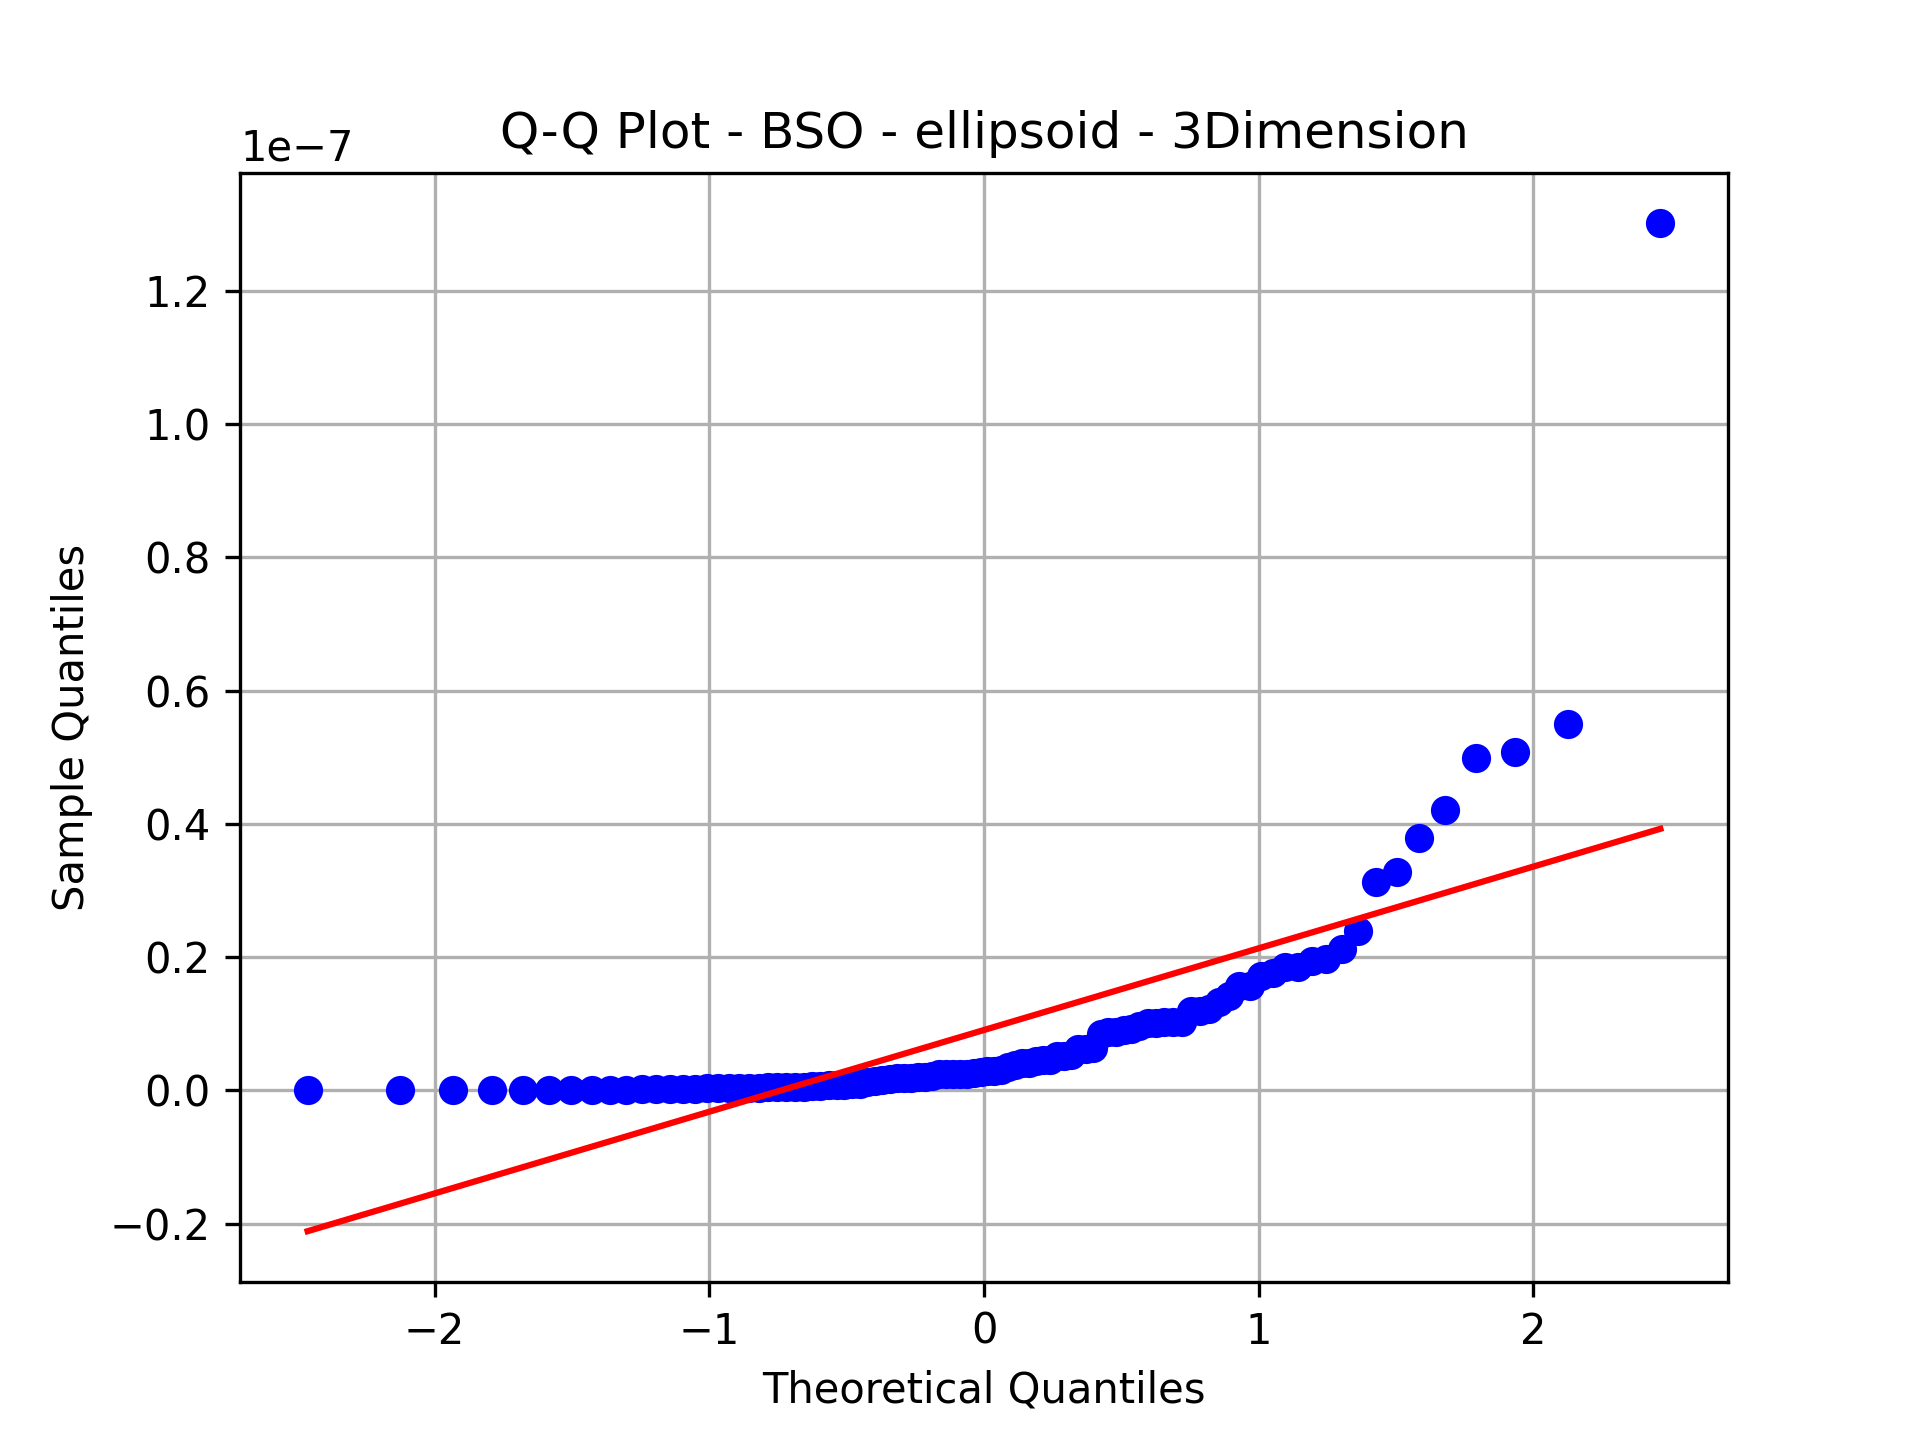 Q-Q Plot - BSO - ellipsoid - 3Dimension
1e−7
1.2
1.0
0.8
0.6
0.4
0.2
0.0
−0.2
Sample Quantiles
−2 −1 0 1 2
Theoretical Quantiles